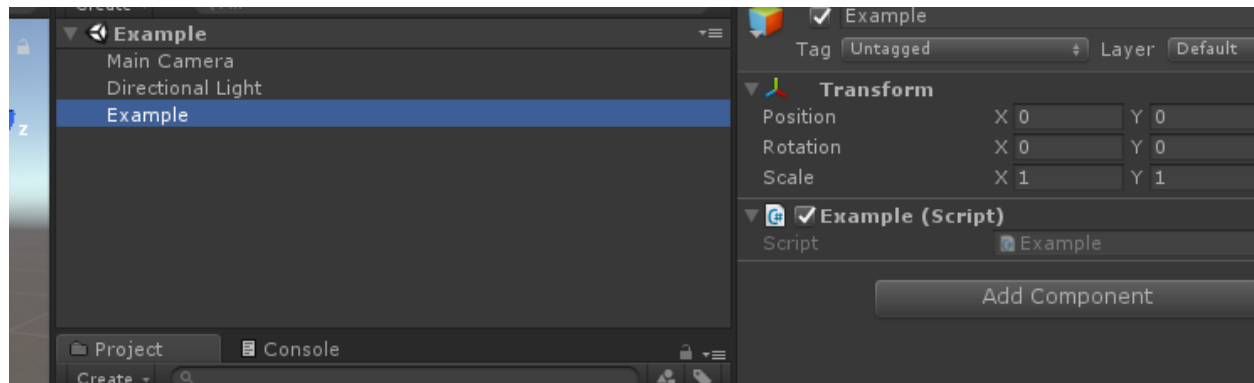 Create
Example
Main Camera
Directional Light
Example
z
Project Console
Create
Example
Tag Untagged Layer Default
Transform
Position X 0 Y 0
Rotation X 0 Y 0
Scale X 1 Y 1
C# Example (Script)
Script Example
Add Component